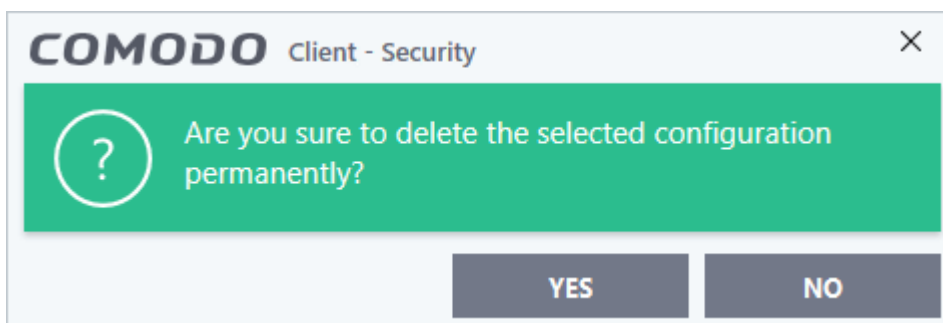 COMODO Client - Security
Are you sure to delete the selected configuration
permanently?
YES NO